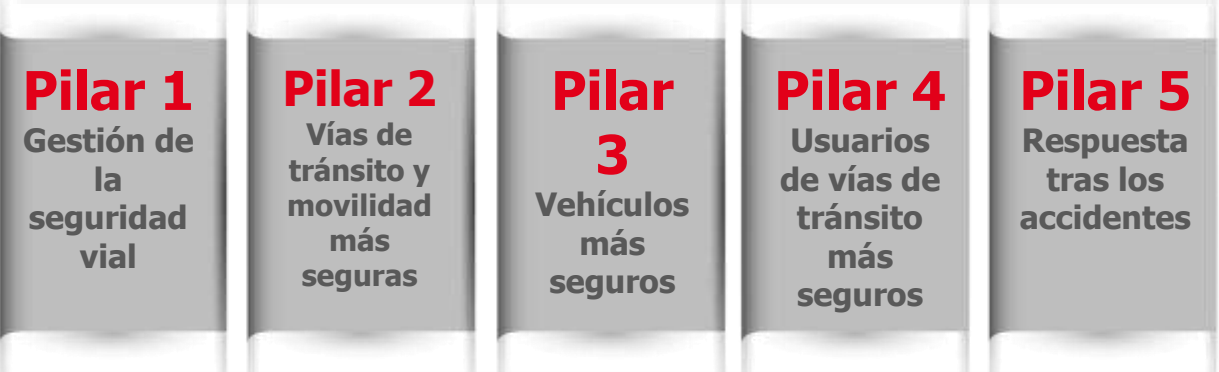 Pilar 1
Gestión de
la
seguridad
vial
Pilar 2
Vías de
tránsito y
movilidad
más
seguras
Pilar
3
Vehículos
más
seguros
Pilar 4
Usuarios
de vías de
tránsito
más
seguros
Pilar 5
Respuesta
tras los
accidentes